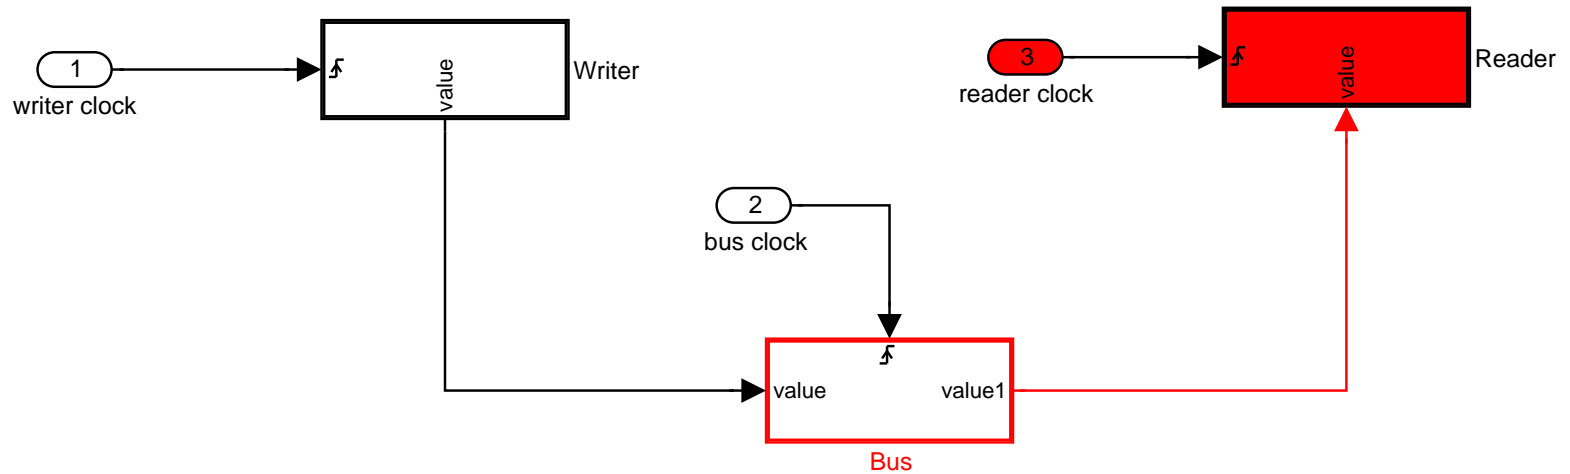 1
writer clock
value
Writer
3
reader clock
value
Reader
2
bus clock
value
value1
Bus